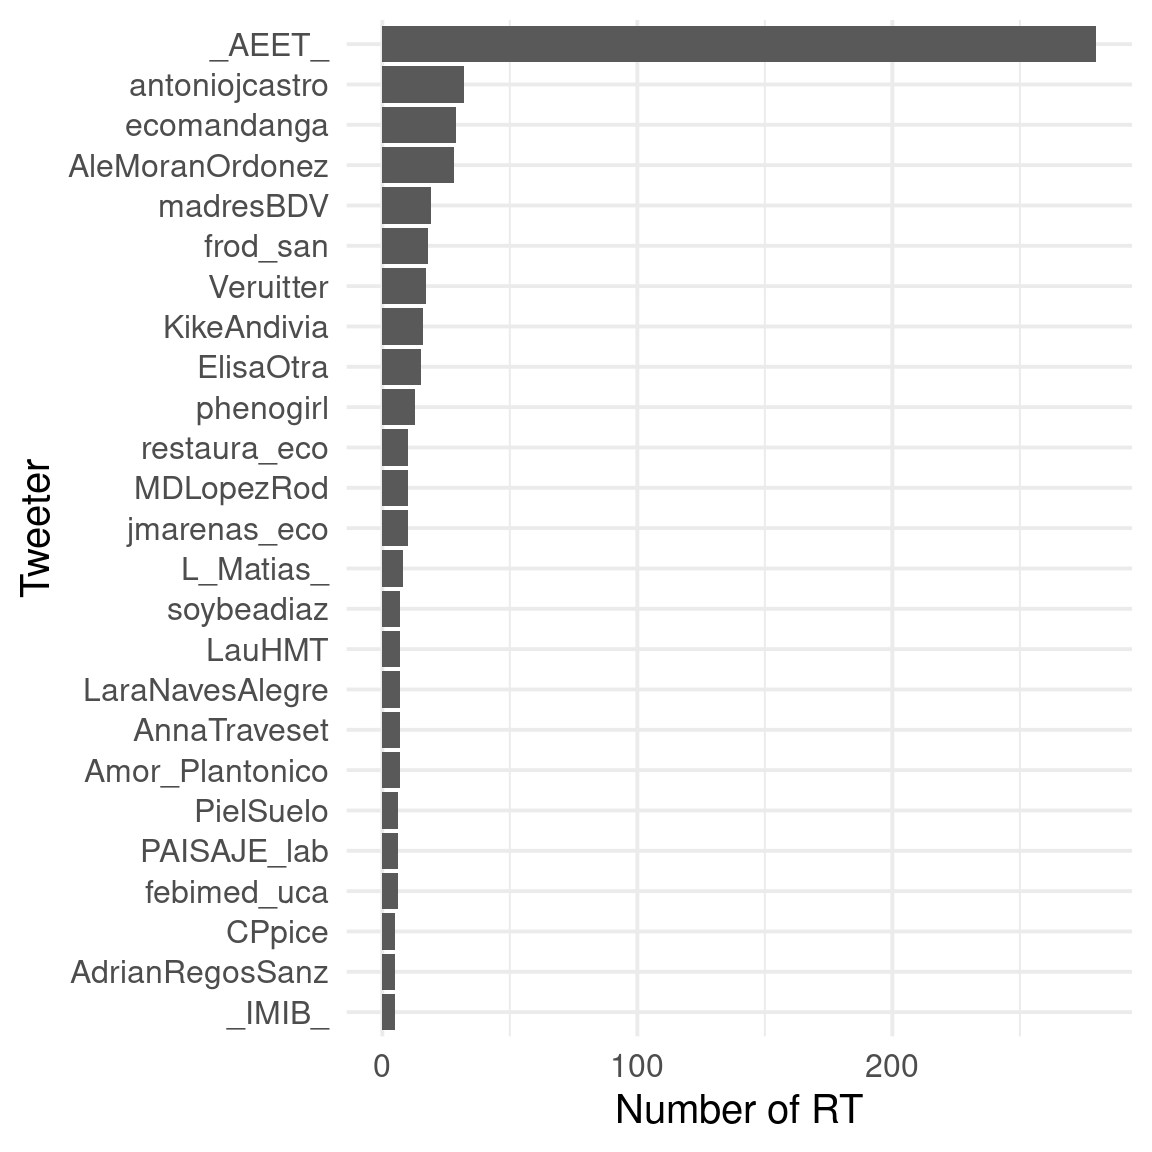 _AEET_
antoniojcastro
ecomandanga
AleMoranOrdonez
madresBDV
frod_san
Veruitter
KikeAndivia
ElisaOtra
phenogirl
restaura_eco
MDLopezRod
jmarenas_eco
L_Matias_
soybeadiaz
LauHMT
LaraNavesAlegre
AnnaTraveset
Amor_Plantonico
PielSuelo
PAISAJE_lab
febimed_uca
CPpice
AdrianRegosSanz
_IMIB_
Tweeter
0 100 200
Number of RT